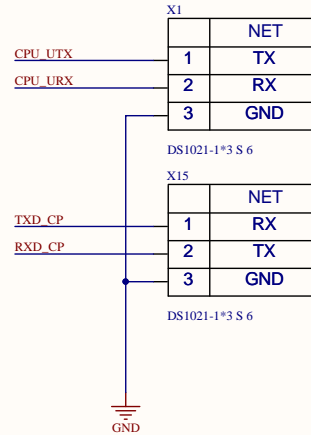 X1
NET
CPU_UTX 1 TX
CPU_URX 2 RX
3 GND
DS1021-1*3 S 6
X15
NET
TXD_CP 1 RX
RXD_CP 2 TX
3 GND
DS1021-1*3 S 6
GND